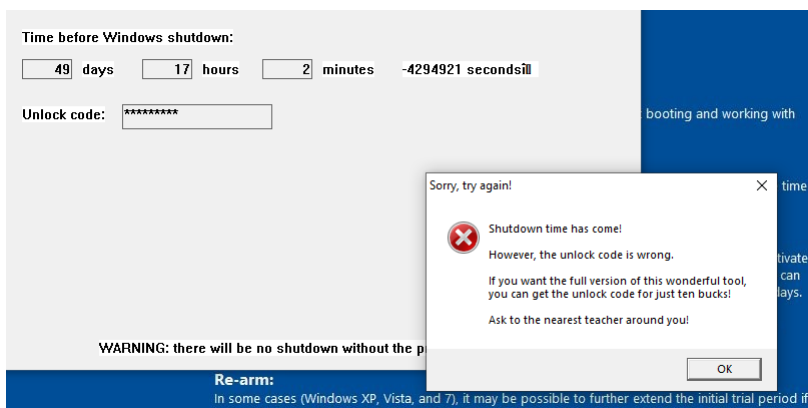 Time before Windows shutdown:
49 days 17 hours 2 minutes -4294921 seconds
Unlock code: *********
booting and working with
Sorry, try again!
time
Shutdown time has come!
However, the unlock code is wrong.
tivate
can
If you want the full version of this wonderful tool,
lays.
you can get the unlock code for just ten bucks!
Ask to the nearest teacher around you!
WARNING: there will be no shutdown without the p
OK
Re-arm:
In some cases (Windows XP, Vista, and 7), it may be possible to further extend the initial trial period if